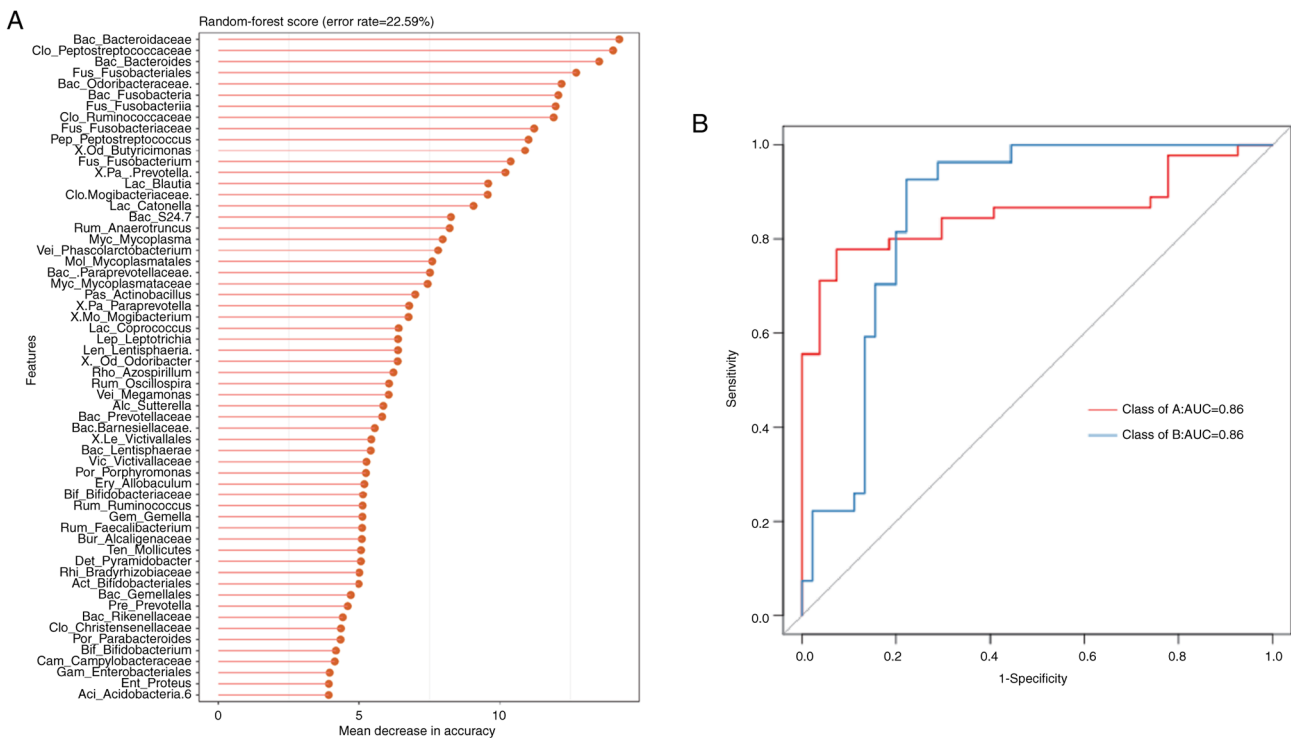 A
Random-forest score (error rate=22.59%)
Bac_Bacteroidaceae
Clo_Peptostreptococcaceae
Bac_Bacteroides
Fus_Fusobacteriales
Bac_Odoribacteraceae.
Bac_Fusobacteria
Fus_Fusobacteriia
Clo_Ruminococcaceae
Fus_Fusobacteriaceae
Pep_Peptostreptococcus
X.Od_Butyricimonas
Fus_Fusobacterium
X.Pa_.Prevotella.
Lac_Blautia
Clo.Mogibacteriaceae.
Lac_Catonella
Bac_S24.7
Rum_Anaerotruncus
Myc_Mycoplasma
Vei_Phascolarctobacterium
Mol_Mycoplasmatales
Bac_.Paraprevotellaceae.
Myc_Mycoplasmataceae
Pas_Actinobacillus
X.Pa_Paraprevotella
X.Mo_Mogibacterium
Lac_Coprococcus
Lep_Leptotrichia
Len_Lentisphaeria.
X._Od_Odoribacter
Rho_Azospirillum
Rum_Oscillospira
Vei_Megamonas
Alc_Sutterella
Bac_Prevotellaceae
Bac.Barnesiellaceae.
X.Le_Victivallales
Bac_Lentisphaerae
Vic_Victivallaceae
Por_Porphyromonas
Ery_Allobaculum
Bif_Bifidobacteriaceae
Rum_Ruminococcus
Gem_Gemella
Rum_Faecalibacterium
Bur_Alcaligenaceae
Ten_Mollicutes
Det_Pyramidobacter
Rhi_Bradyrhizobiaceae
Act_Bifidobacteriales
Bac_Gemellales
Pre_Prevotella
Bac_Rikenellaceae
Clo_Christensenellaceae
Por_Parabacteroides
Bif_Bifidobacterium
Cam_Campylobacteraceae
Gam_Enterobacteriales
Ent_Proteus
Aci_Acidobacteria.6
Features
0 5 10
Mean decrease in accuracy
B
1.0
0.8
0.6
0.4
0.2
0.0
Sensitivity
Class of A:AUC=0.86
Class of B:AUC=0.86
0.0 0.2 0.4 0.6 0.8 1.0
1-Specificity